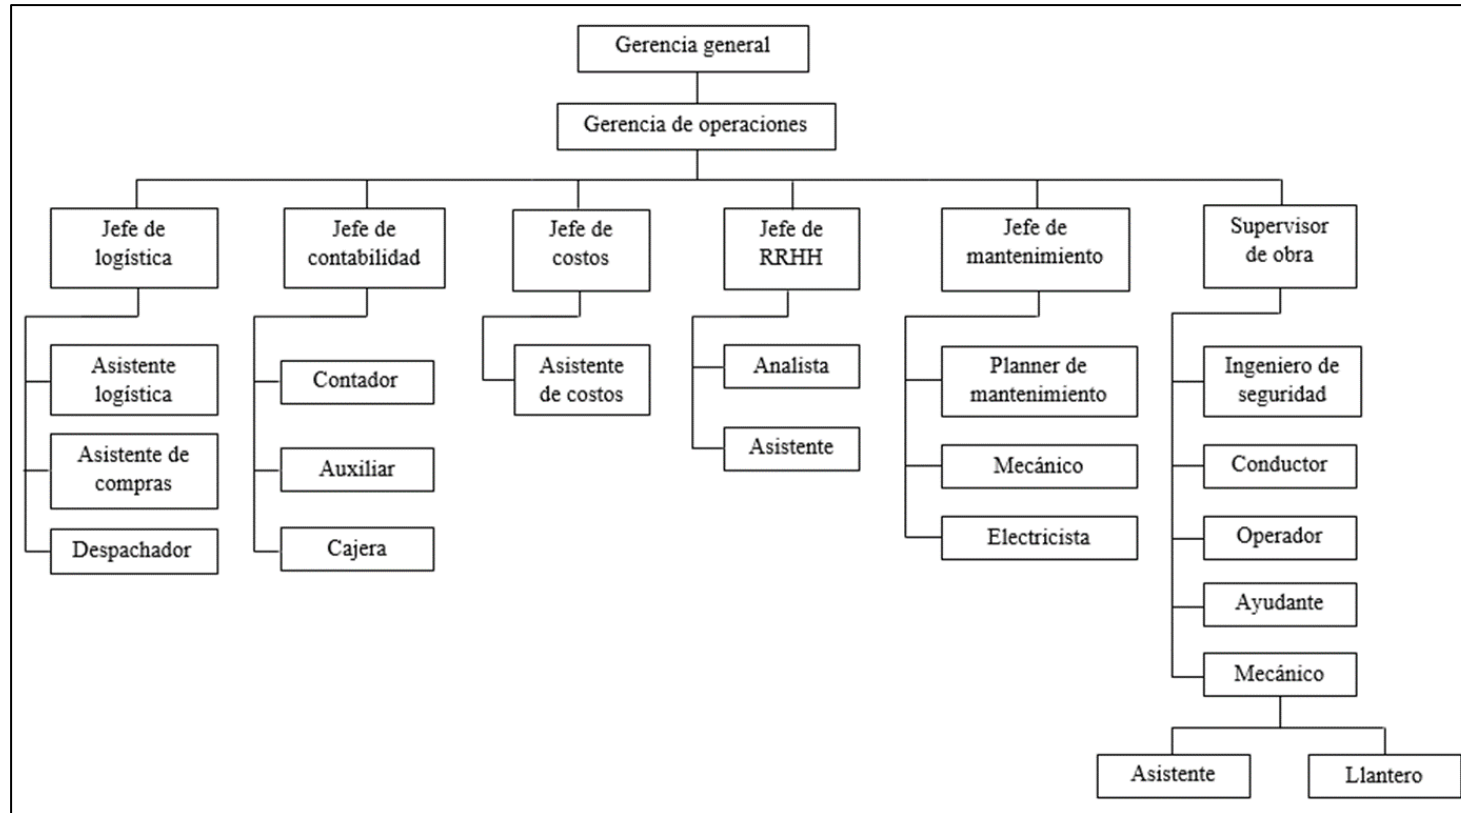 Gerencia general
Gerencia de operaciones
Jefe de
logística
Jefe de
contabilidad
Jefe de
costos
Jefe de
RRHH
Jefe de
mantenimiento
Supervisor
de obra
Asistente
logística
Asistente de
compras
Despachador
Contador
Auxiliar
Cajera
Asistente
de costos
Analista
Asistente
Planner de
mantenimiento
Mecánico
Electricista
Ingeniero de
seguridad
Conductor
Operador
Ayudante
Mecánico
Asistente
Llantero